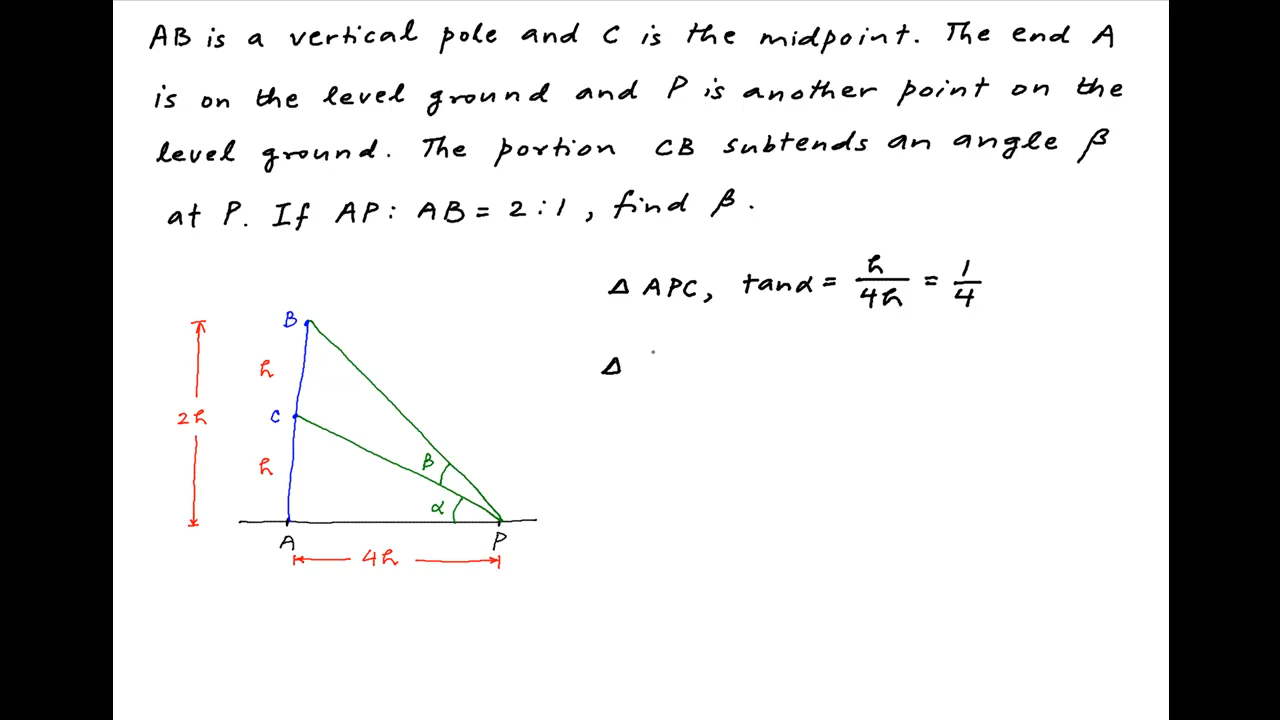 AB is a vertical pole and C is the midpoint. The end A
is on the level ground and P is another point on the
level ground. The portion CB subtends an angle β
at P. If AP : AB = 2 : 1 , find β .
Δ APC, tanα = h/4h = 1/4
Δ
B
h
C
2h
h
β
α
A
P
4h